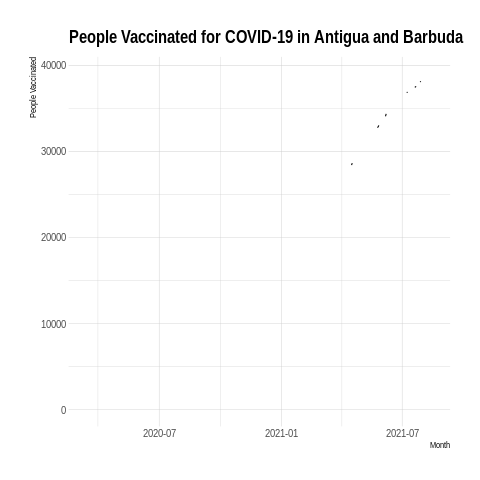 People Vaccinated for COVID-19 in Antigua and Barbuda
People Vaccinated
40000
30000
20000
10000
0
2020-07 2021-01 2021-07
Month